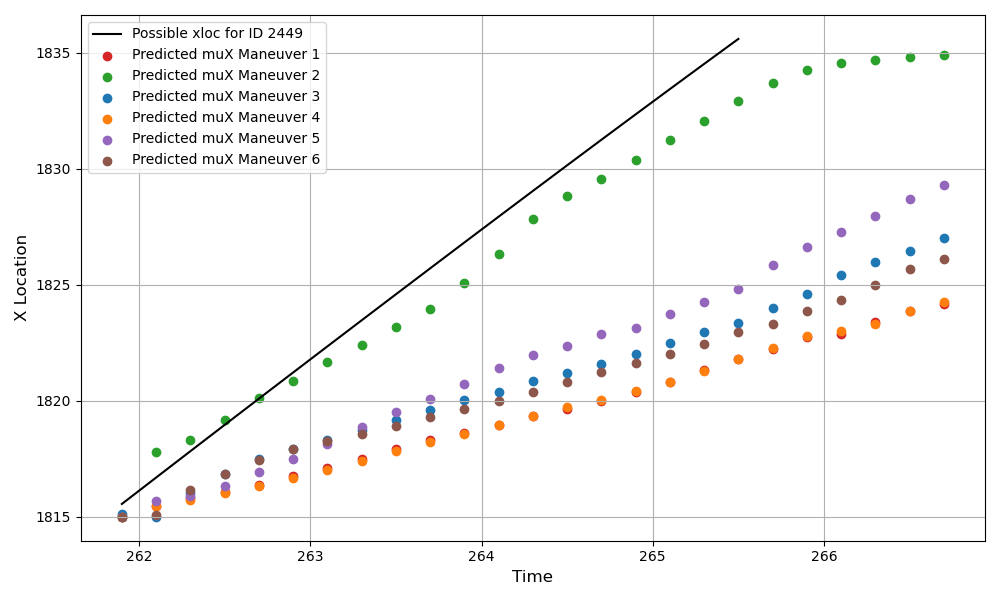 Possible xloc for ID 2449
Predicted muX Maneuver 1
Predicted muX Maneuver 2
Predicted muX Maneuver 3
Predicted muX Maneuver 4
Predicted muX Maneuver 5
Predicted muX Maneuver 6
1835
1830
1825
1820
1815
X Location
262 263 264 265 266
Time